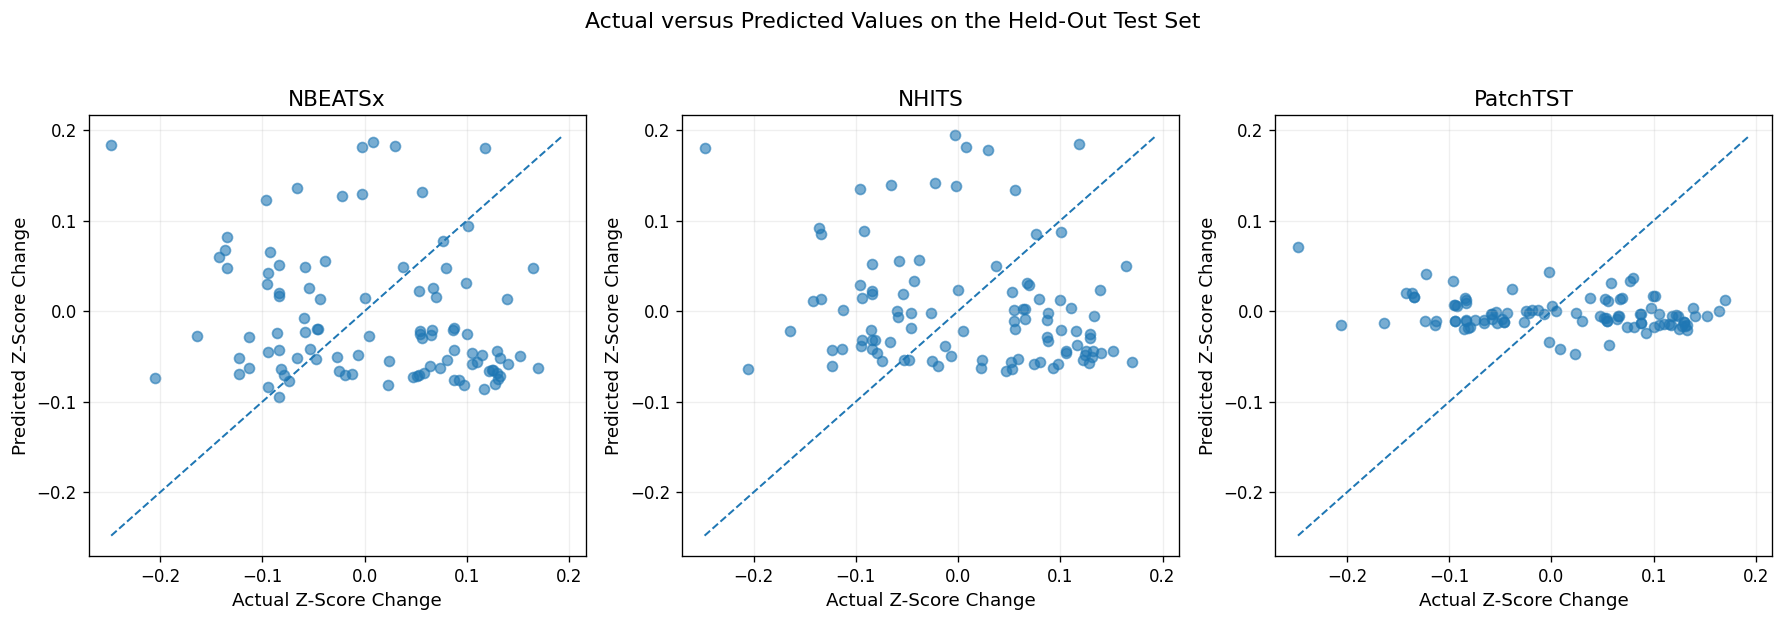 Actual versus Predicted Values on the Held-Out Test Set
NBEATSx
0.2
0.1
0.0
−0.1
−0.2
Predicted Z-Score Change
−0.2 −0.1 0.0 0.1 0.2
Actual Z-Score Change
NHITS
0.2
0.1
0.0
−0.1
−0.2
Predicted Z-Score Change
−0.2 −0.1 0.0 0.1 0.2
Actual Z-Score Change
PatchTST
0.2
0.1
0.0
−0.1
−0.2
Predicted Z-Score Change
−0.2 −0.1 0.0 0.1 0.2
Actual Z-Score Change